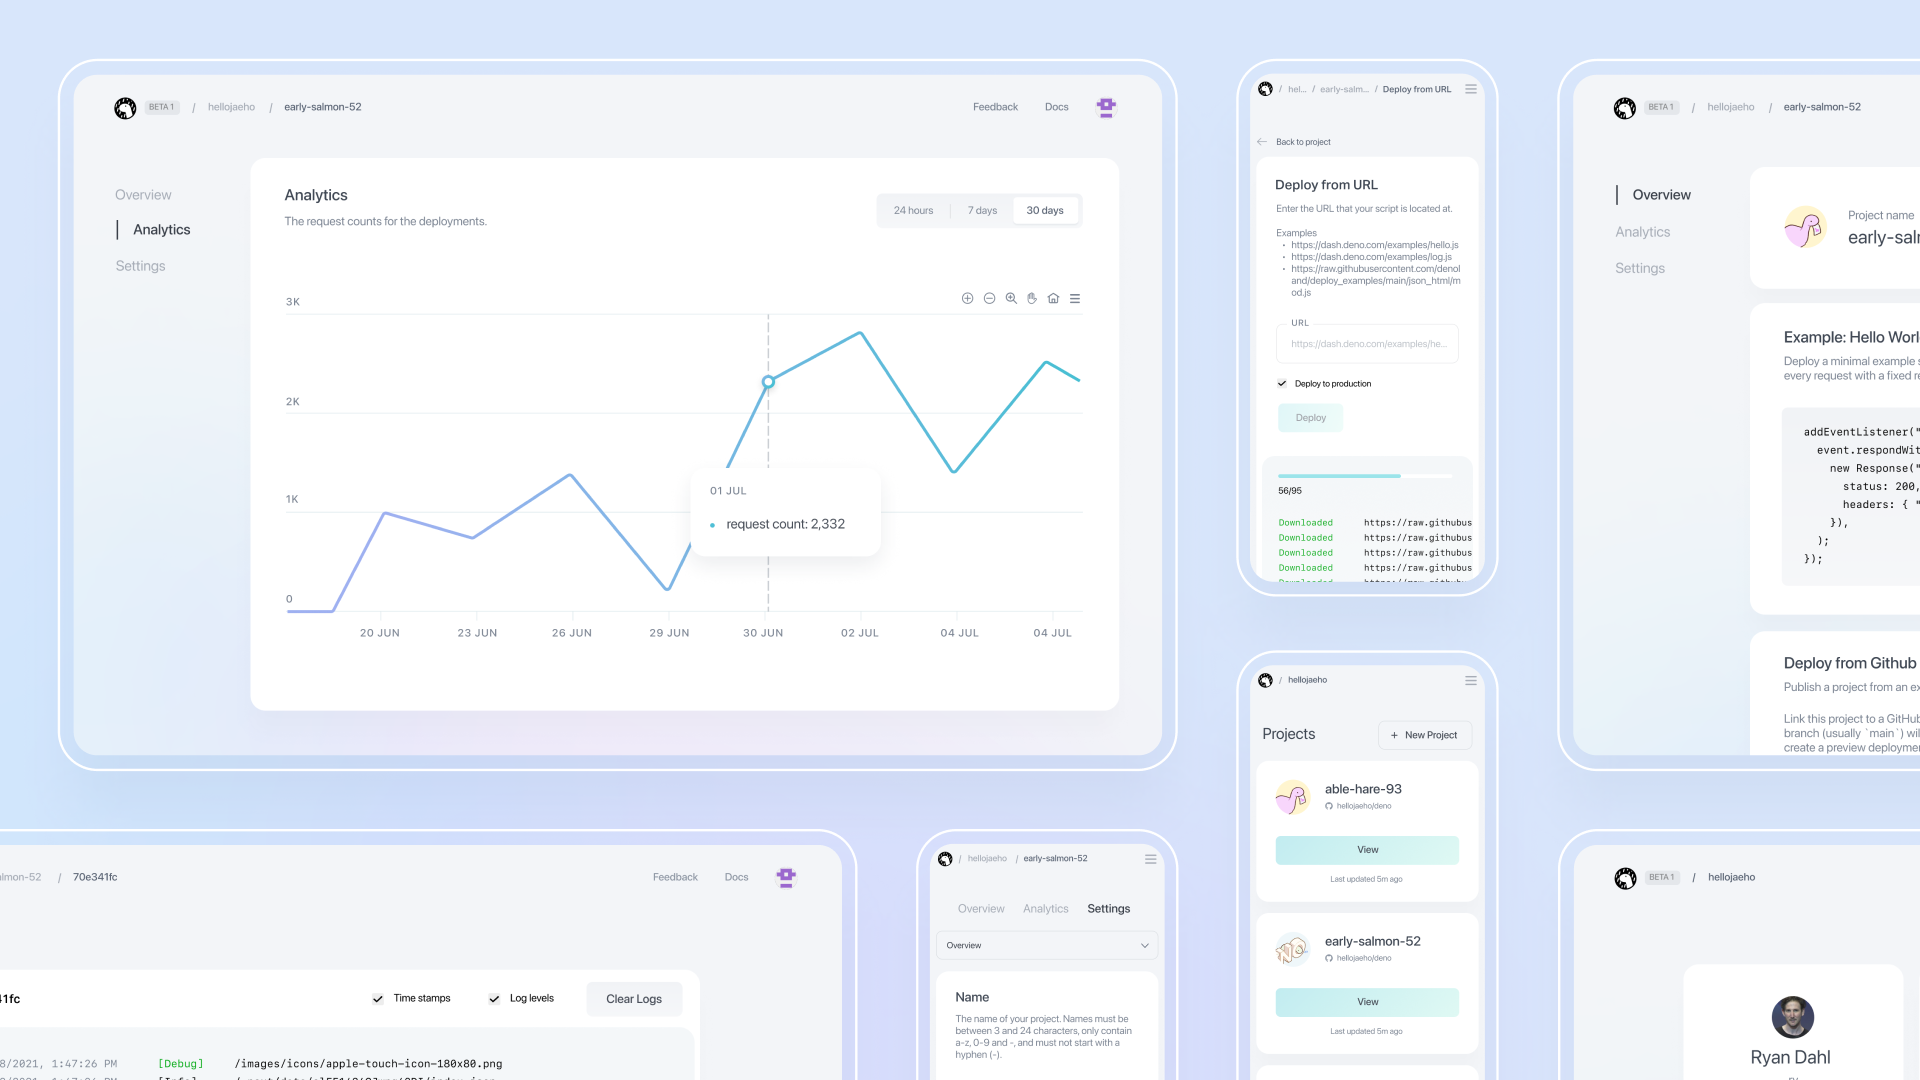 BETA 1 / hellojaeho / early-salmon-52
Feedback Docs
Overview
Analytics
Settings
Analytics
The request counts for the deployments.
24 hours 7 days 30 days
3K
2K
1K
0
01 JUL
request count: 2,332
20 JUN 23 JUN 26 JUN 29 JUN 30 JUN 02 JUL 04 JUL 04 JUL
/ hel... / early-salm... / Deploy from URL
Back to project
Deploy from URL
Enter the URL that your script is located at.
Examples
• https://dash.deno.com/examples/hello.js
• https://dash.deno.com/examples/log.js
• https://raw.githubusercontent.com/denol
and/deploy_examples/main/json_html/m
od.js
URL
https://dash.deno.com/examples/he...
Deploy to production
Deploy
56/95
Downloaded https://raw.githubus
Downloaded https://raw.githubus
Downloaded https://raw.githubus
Downloaded https://raw.githubus
BETA 1 / hellojaeho / early-salmon-52
Overview
Analytics
Settings
Project name
early-salm
Example: Hello Worl
Deploy a minimal example s
every request with a fixed re
addEventListener("
event.respondWit
new Response("
status: 200,
headers: { "
}),
);
});
Deploy from Github
Publish a project from an ex
Link this project to a GitHub
branch (usually `main`) wil
create a preview deploymen
/ hellojaeho
Projects
+ New Project
able-hare-93
hellojaeho/deno
View
Last updated 5m ago
early-salmon-52
hellojaeho/deno
View
Last updated 5m ago
lmon-52 / 70e341fc
Feedback Docs
41fc
Time stamps Log levels Clear Logs
8/2021, 1:47:26 PM [Debug] /images/icons/apple-touch-icon-180x80.png
/ hellojaeho / early-salmon-52
Overview Analytics Settings
Overview
Name
The name of your project. Names must be
between 3 and 24 characters, only contain
a-z, 0-9 and -, and must not start with a
hyphen (-).
BETA 1 / hellojaeho
Ryan Dahl